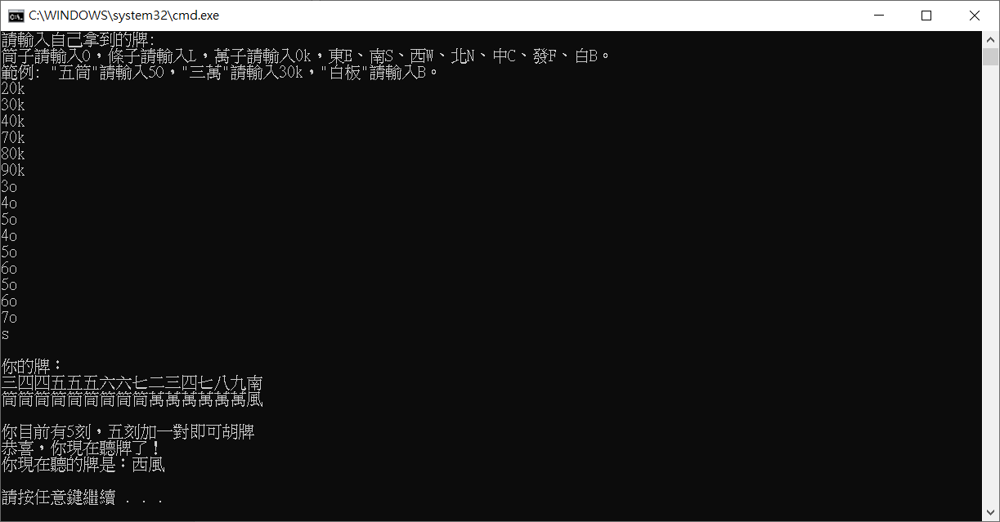 C:\WINDOWS\system32\cmd.exe
請輸入自己拿到的牌:
筒子請輸入O，條子請輸入L，萬子請輸入0k，東E、南S、西W、北N、中C、發F、白B。
範例: "五筒"請輸入5O，"三萬"請輸入30k，"白板"請輸入B。
20k
30k
40k
70k
80k
90k
3o
4o
5o
4o
5o
6o
5o
6o
7o
s
你的牌：
三四四五五五六六七二三四七八九南
筒筒筒筒筒筒筒筒筒萬萬萬萬萬萬風
你目前有5刻，五刻加一對即可胡牌
恭喜，你現在聽牌了！
你現在聽的牌是：西風
請按任意鍵繼續 . . .